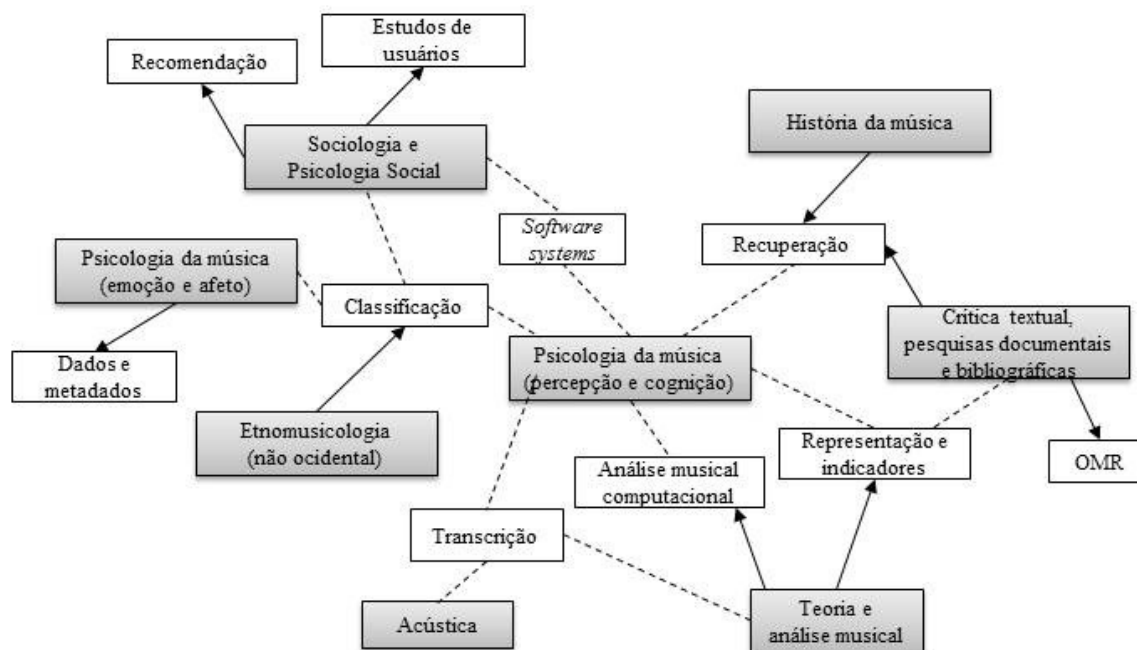 Estudos de
usuários
Recomendação
História da música
Sociologia e
Psicologia Social
Software
systems
Recuperação
Psicologia da música
(emoção e afeto)
Classificação
Crítica textual,
pesquisas documentais
e bibliográficas
Psicologia da música
(percepção e cognição)
Dados e
metadados
Etnomusicologia
(não ocidental)
Representação e
indicadores
OMR
Análise musical
computacional
Transcrição
Acústica
Teoria e
análise musical